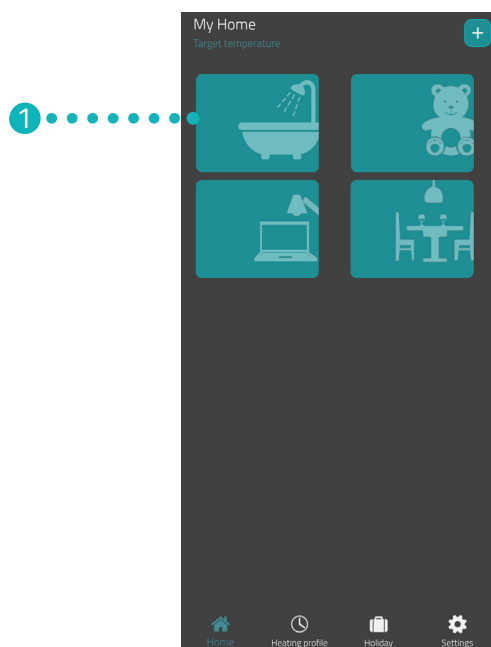 My Home
Target temperature
+
1
Home
Heating profile
Holiday
Settings